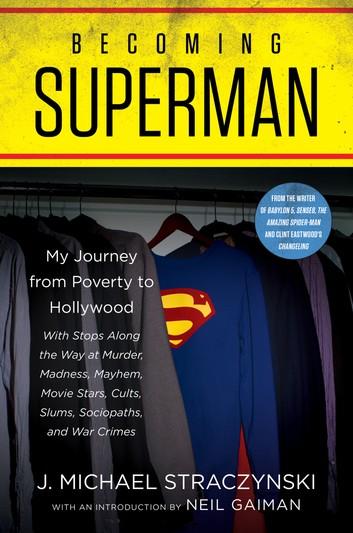 BECOMING
SUPERMAN
FROM THE WRITER
OF BABYLON 5, SENSE8, THE
AMAZING SPIDER-MAN
AND CLINT EASTWOOD'S
CHANGELING
My Journey
from Poverty to
Hollywood
With Stops Along
the Way at Murder,
Madness, Mayhem,
Movie Stars, Cults,
Slums, Sociopaths,
and War Crimes
S
J. MICHAEL STRACZYNSKI
WITH AN INTRODUCTION BY NEIL GAIMAN